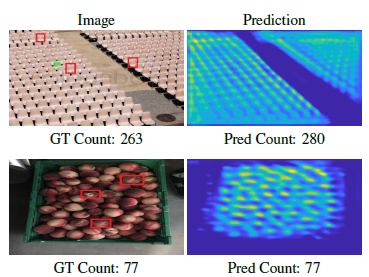 Image Prediction
GT Count: 263 Pred Count: 280
GT Count: 77 Pred Count: 77